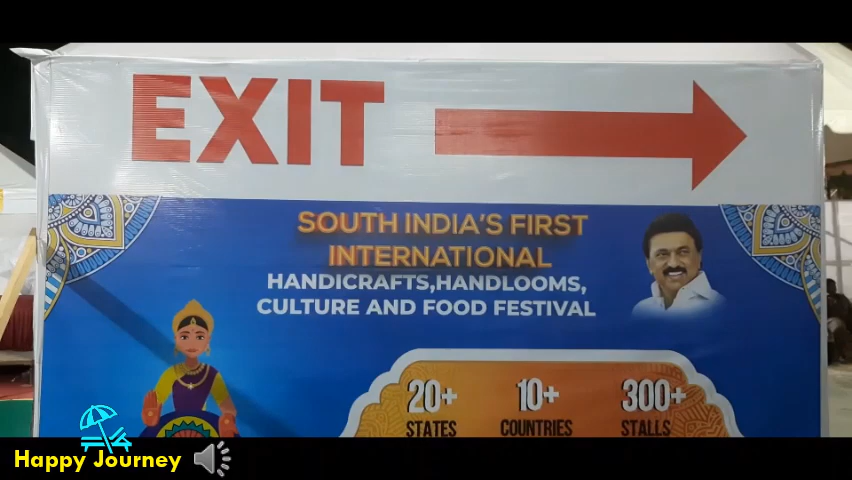 EXIT
SOUTH INDIA'S FIRST
INTERNATIONAL
HANDICRAFTS,HANDLOOMS,
CULTURE AND FOOD FESTIVAL
20+ 10+ 300+
STATES COUNTRIES STALLS
Happy Journey